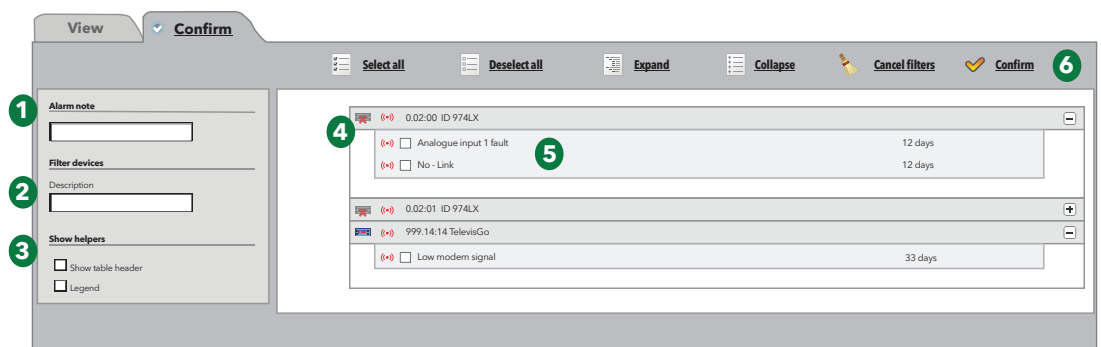 View
Confirm
Select all
Deselect all
Expand
Collapse
Cancel filters
Confirm
6
1
Alarm note
2
Filter devices
Description
3
Show helpers
Show table header
Legend
4
0.02:00 ID 974LX
Analogue input 1 fault 12 days
5
No - Link 12 days
0.02:01 ID 974LX
999.14:14 TelevisGo
Low modem signal 33 days